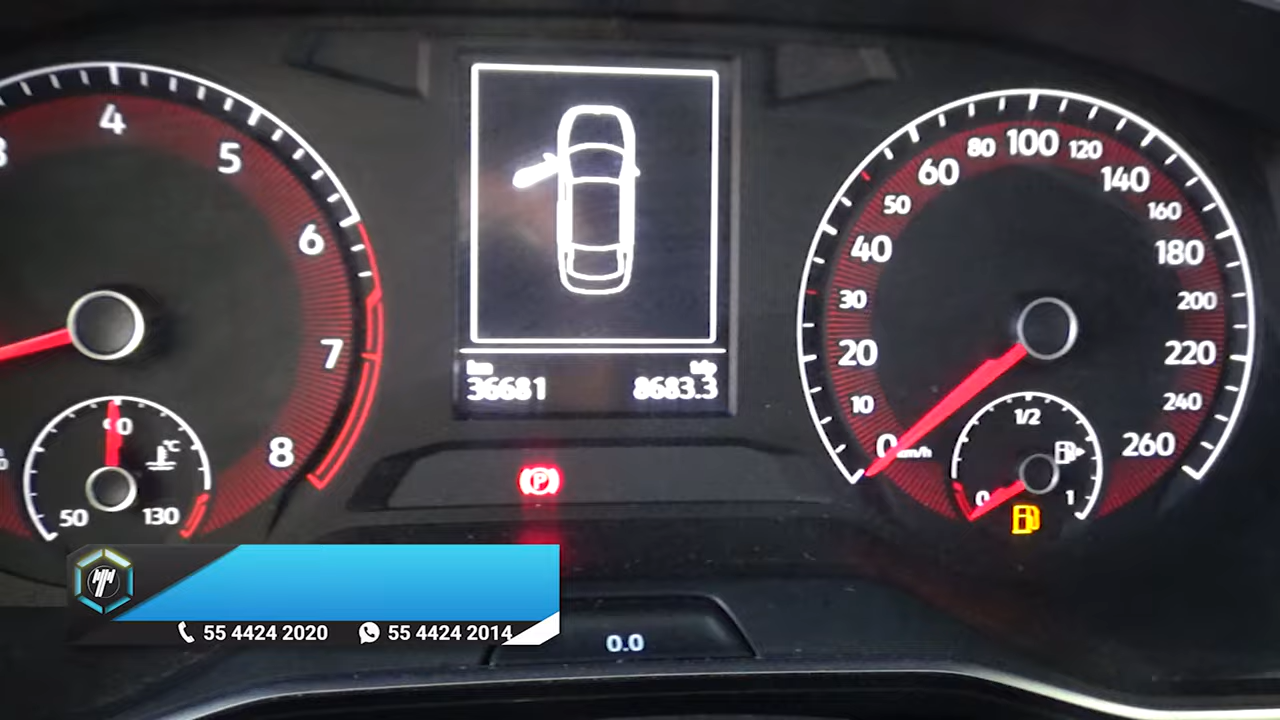 3 4 5 6 7 8
90 °C
50 130
km trip
36681 8683.3
P
0 10 20 30 40 50 60 80 100 120 140 160 180 200 220 240 260
km/h
0 1/2 1
55 4424 2020 55 4424 2014
0.0